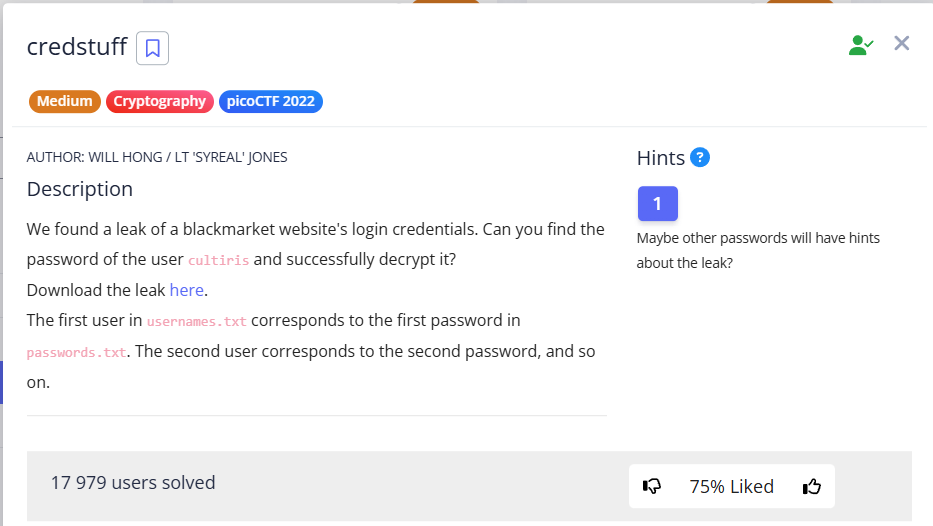 credstuff
Medium Cryptography picoCTF 2022
AUTHOR: WILL HONG / LT 'SYREAL' JONES
Description
We found a leak of a blackmarket website's login credentials. Can you find the
password of the user cultiris and successfully decrypt it?
Download the leak here.
The first user in usernames.txt corresponds to the first password in
passwords.txt. The second user corresponds to the second password, and so
on.
Hints ?
1
Maybe other passwords will have hints
about the leak?
17 979 users solved
75% Liked